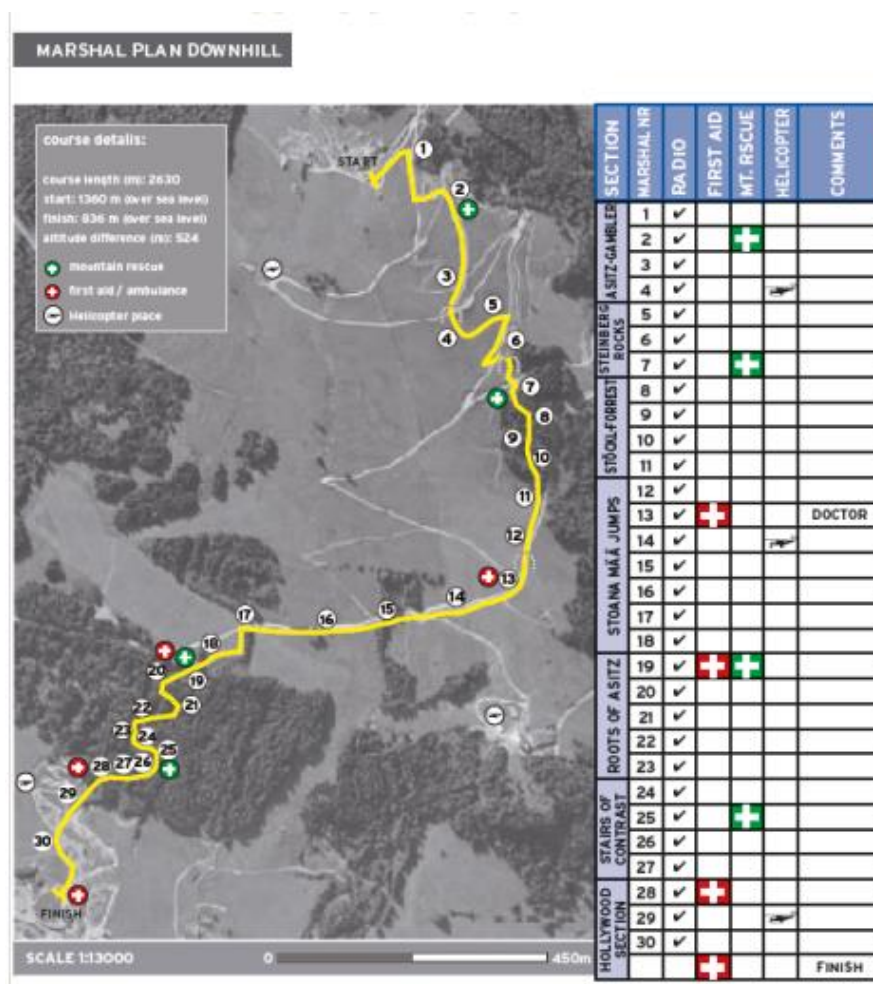 MARSHAL PLAN DOWNHILL
course details:
course length (m): 2630
start: 1360 m (over sea level)
finish: 836 m (over sea level)
altitude difference (m): 524
mountain rescue
first aid / ambulance
Helicopter place
START
1
2
3
4
5
6
7
8
9
10
11
12
13
14
15
16
17
18
19
20
21
22
23
24
25
26
27
28
29
30
FINISH
SCALE 1:13000 0 450m
SECTION MARSHAL NR RADIO FIRST AID MT. RSCUE HELICOPTER COMMENTS
ASITZ-GAMBLER
1 ✔
2 ✔
3 ✔
4 ✔
STEINBERG ROCKS
5 ✔
6 ✔
7 ✔
STÖCKL-FORREST
8 ✔
9 ✔
10 ✔
11 ✔
STOANA MÄÄ JUMPS
12 ✔
13 ✔ DOCTOR
14 ✔
15 ✔
16 ✔
17 ✔
18 ✔
ROOTS OF ASITZ
19 ✔
20 ✔
21 ✔
22 ✔
23 ✔
STAIRS OF CONTRAST
24 ✔
25 ✔
26 ✔
27 ✔
HOLLYWOOD SECTION
28 ✔
29 ✔
30 ✔
FINISH